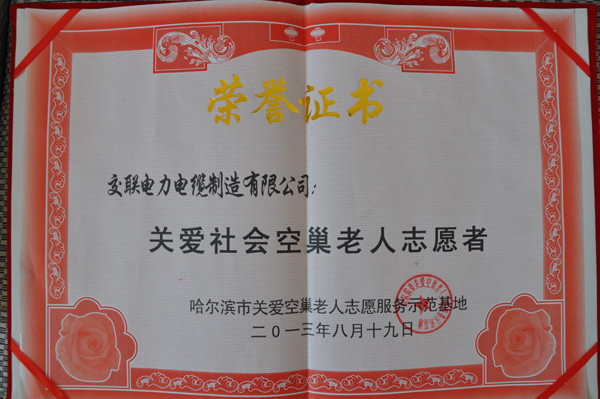 荣誉证书
交联电力电缆制造有限公司:
关爱社会空巢老人志愿者
哈尔滨市关爱空巢老人志愿服务示范基地
二0一三年八月十九日